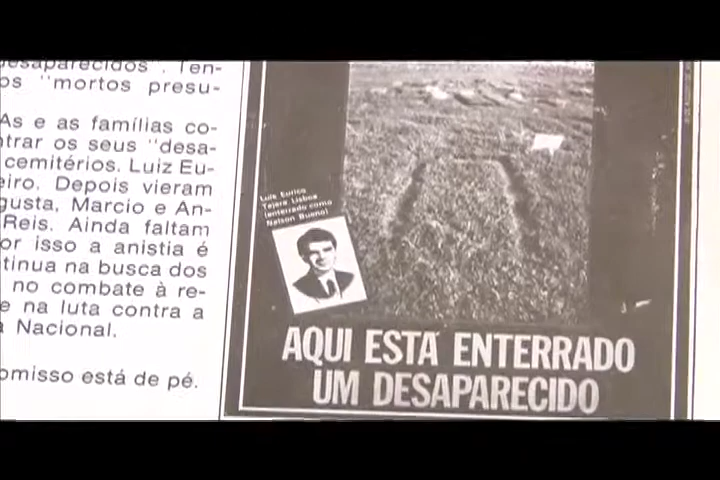 desaparecidos". Ten-
os "mortos presu-
As e as famílias co-
ntrar os seus "desa-
cemitérios. Luiz Eu-
eiro. Depois vieram
gusta, Marcio e An-
Reis. Ainda faltam
or isso a anistia é
tinua na busca dos
no combate à re-
e na luta contra a
a Nacional.
omisso está de pé.
Luiz Eurico
Tejera Lisboa
(enterrado como
Nelson Bueno)
AQUI ESTÁ ENTERRADO
UM DESAPARECIDO